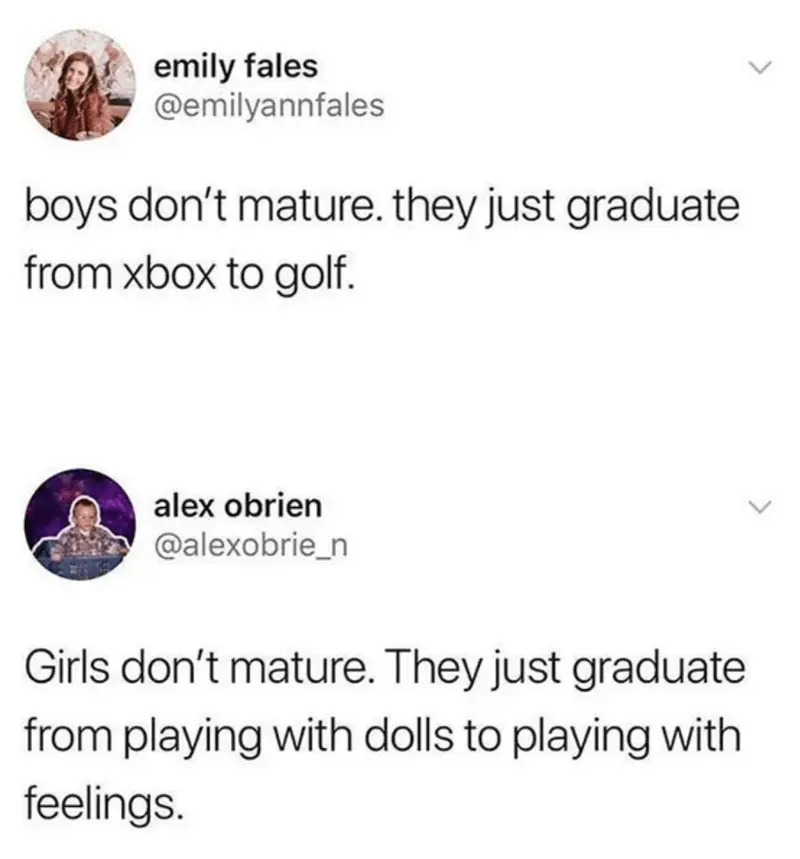 emily fales
@emilyannfales
boys don't mature. they just graduate
from xbox to golf.
alex obrien
@alexobrie_n
Girls don't mature. They just graduate
from playing with dolls to playing with
feelings.